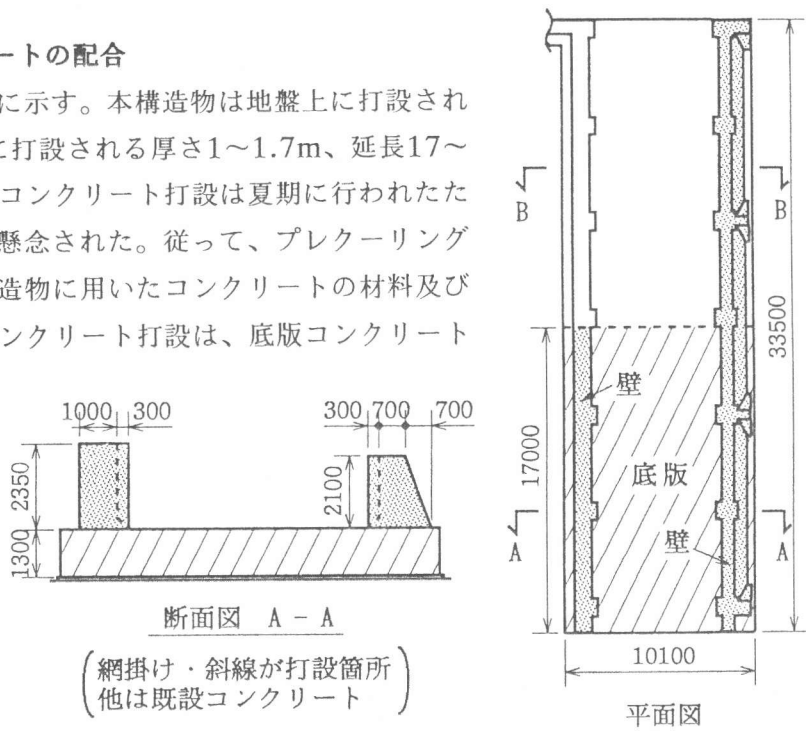 ートの配合
に示す。本構造物は地盤上に打設され
に打設される厚さ1〜1.7m、延長17〜
コンクリート打設は夏期に行われたた
懸念された。従って、プレクーリング
造物に用いたコンクリートの材料及び
ンクリート打設は、底版コンクリート
1000 300
300 700 700
2350
2100
1300
断面図 A－A
網掛け・斜線が打設箇所
他は既設コンクリート
B
B
33500
17000
壁
底版
壁
A
A
10100
平面図